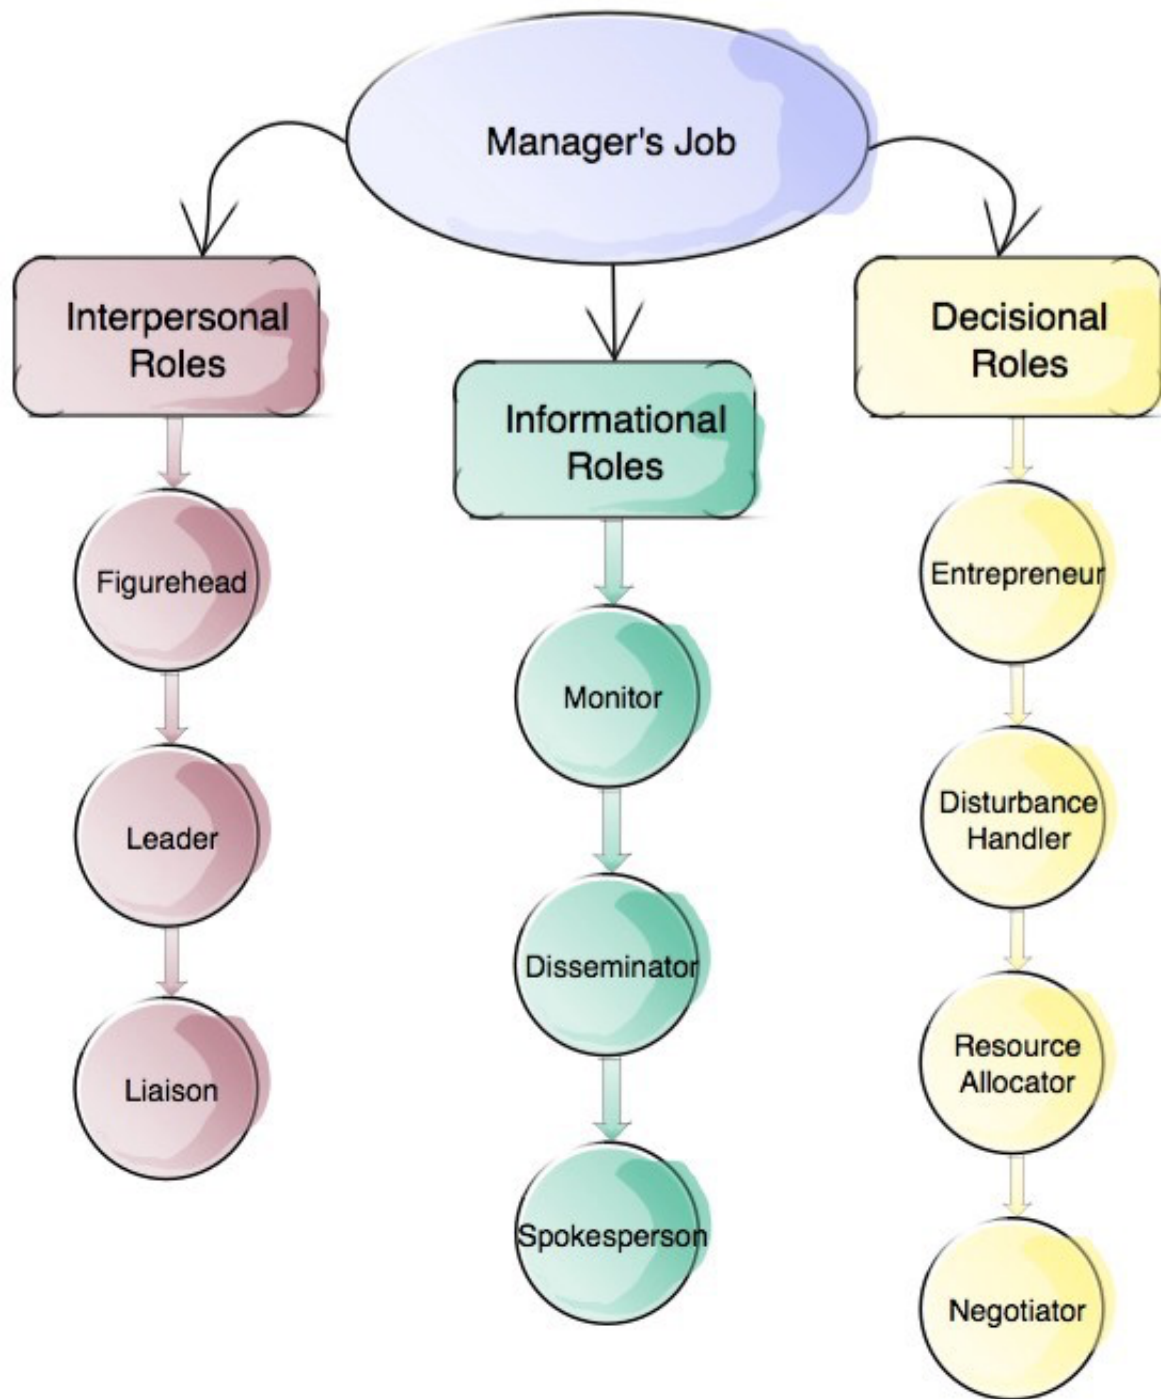 Manager's Job
Interpersonal
Roles
Figurehead
Leader
Liaison
Informational
Roles
Monitor
Disseminator
Spokesperson
Decisional
Roles
Entrepreneur
Disturbance
Handler
Resource
Allocator
Negotiator